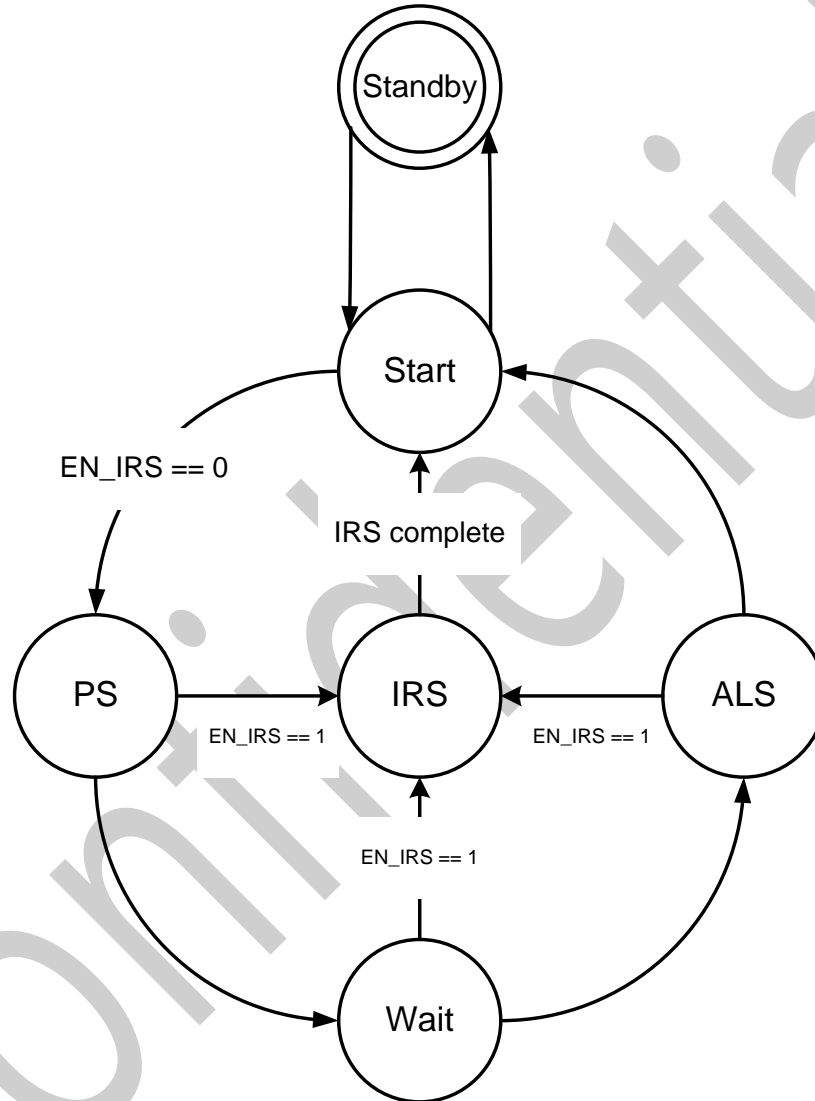 Standby
Start
EN_IRS == 0
IRS complete
PS
IRS
ALS
EN_IRS == 1
EN_IRS == 1
EN_IRS == 1
Wait